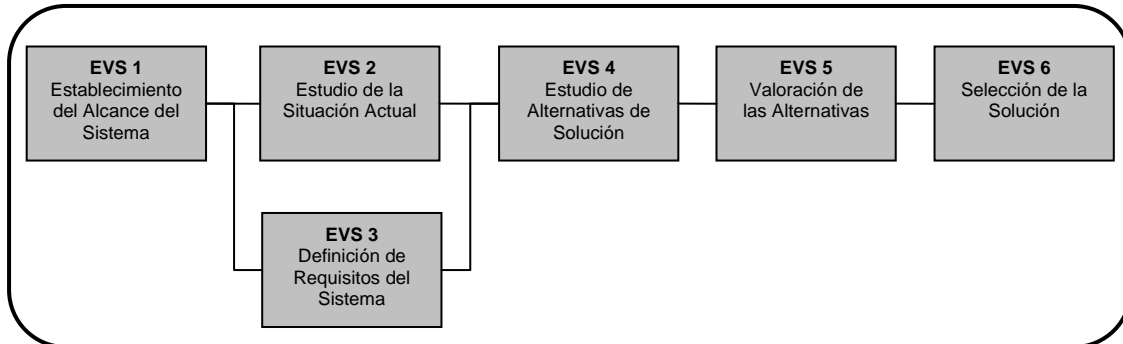 EVS 1
Establecimiento
del Alcance del
Sistema
EVS 2
Estudio de la
Situación Actual
EVS 3
Definición de
Requisitos del
Sistema
EVS 4
Estudio de
Alternativas de
Solución
EVS 5
Valoración de
las Alternativas
EVS 6
Selección de la
Solución